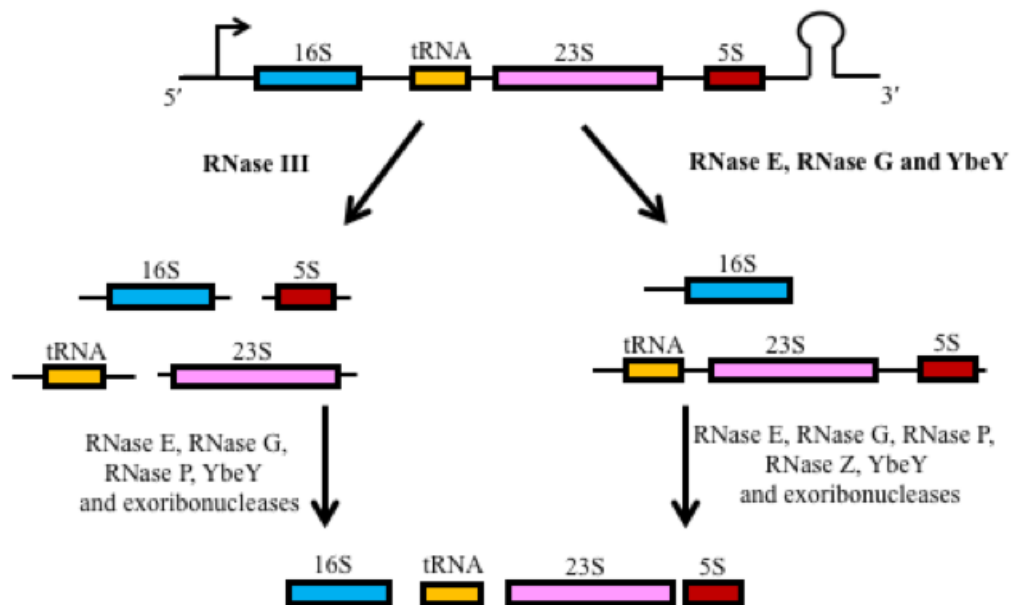 16S
tRNA
23S
5S
5′
3′
RNase III
RNase E, RNase G and YbeY
16S
5S
16S
tRNA
23S
tRNA
23S
5S
RNase E, RNase G,
RNase P, YbeY
and exoribonucleases
RNase E, RNase G, RNase P,
RNase Z, YbeY
and exoribonucleases
16S
tRNA
23S
5S